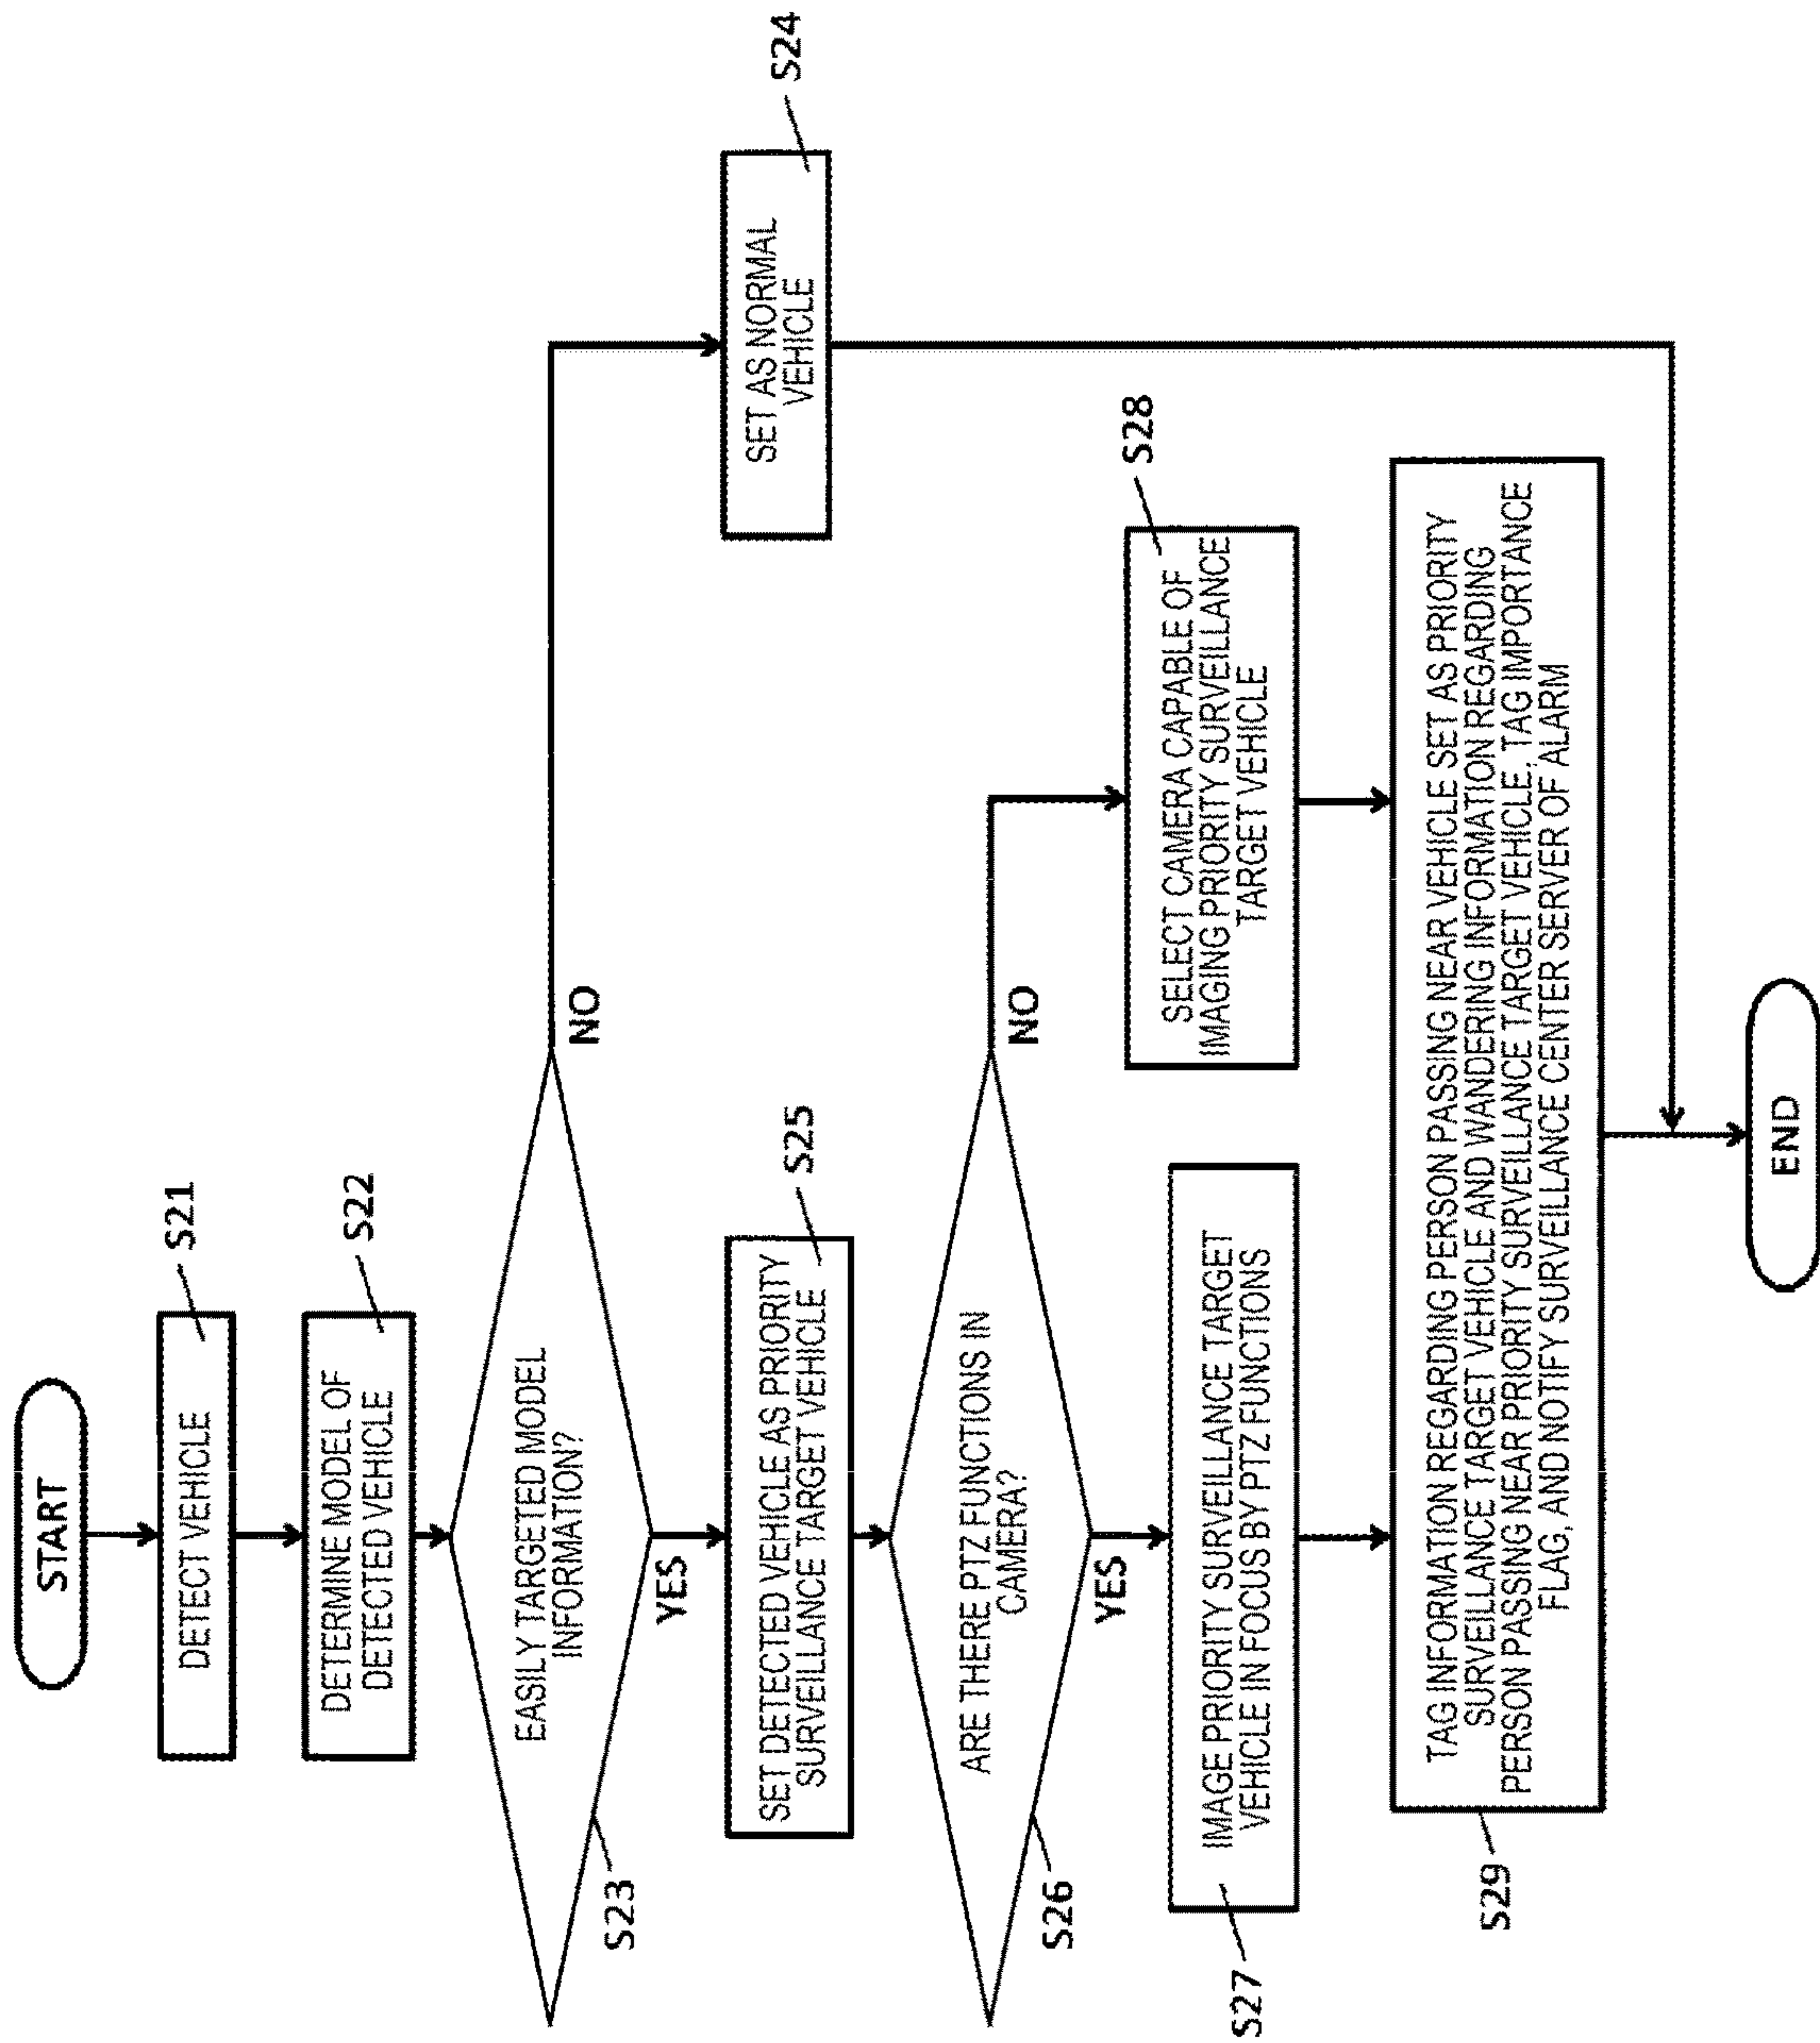 START
DETECT VEHICLE
S21
DETERMINE MODEL OF
DETECTED VEHICLE
S22
EASILY TARGETED MODEL
INFORMATION?
S23
NO
YES
SET AS NORMAL
VEHICLE
S24
SET DETECTED VEHICLE AS PRIORITY
SURVEILLANCE TARGET VEHICLE
S25
ARE THERE PTZ FUNCTIONS IN
CAMERA?
S26
NO
YES
IMAGE PRIORITY SURVEILLANCE TARGET
VEHICLE IN FOCUS BY PTZ FUNCTIONS
S27
SELECT CAMERA CAPABLE OF
IMAGING PRIORITY SURVEILLANCE
TARGET VEHICLE
S28
TAG INFORMATION REGARDING PERSON PASSING NEAR VEHICLE SET AS PRIORITY
SURVEILLANCE TARGET VEHICLE AND WANDERING INFORMATION REGARDING
PERSON PASSING NEAR PRIORITY SURVEILLANCE TARGET VEHICLE, TAG IMPORTANCE
FLAG, AND NOTIFY SURVEILLANCE CENTER SERVER OF ALARM
S29
END